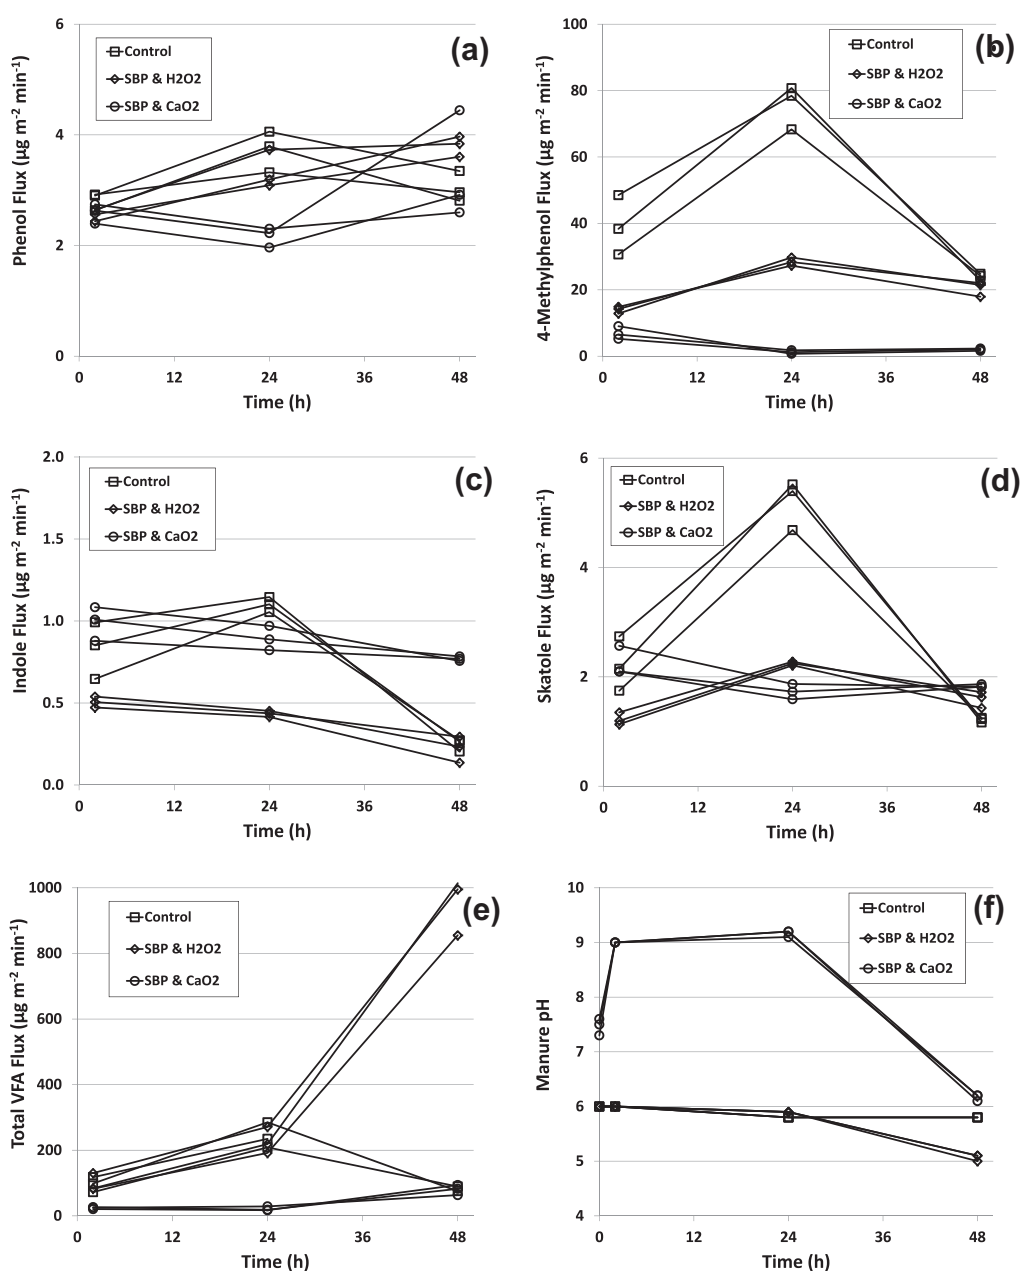 (a)
Control
SBP & H2O2
SBP & CaO2
6
4
2
0
0 12 24 36 48
Phenol Flux (µg m-2 min-1)
Time (h)
(b)
Control
SBP & H2O2
SBP & CaO2
100
80
60
40
20
0
0 12 24 36 48
4-Methylphenol Flux (µg m-2 min-1)
Time (h)
(c)
Control
SBP & H2O2
SBP & CaO2
2.0
1.5
1.0
0.5
0.0
0 12 24 36 48
Indole Flux (µg m-2 min-1)
Time (h)
(d)
Control
SBP & H2O2
SBP & CaO2
6
4
2
0
0 12 24 36 48
Skatole Flux (µg m-2 min-1)
Time (h)
(e)
Control
SBP & H2O2
SBP & CaO2
1000
800
600
400
200
0
0 12 24 36 48
Total VFA Flux (µg m-2 min-1)
Time (h)
(f)
Control
SBP & H2O2
SBP & CaO2
10
9
8
7
6
5
4
0 12 24 36 48
Manure pH
Time (h)